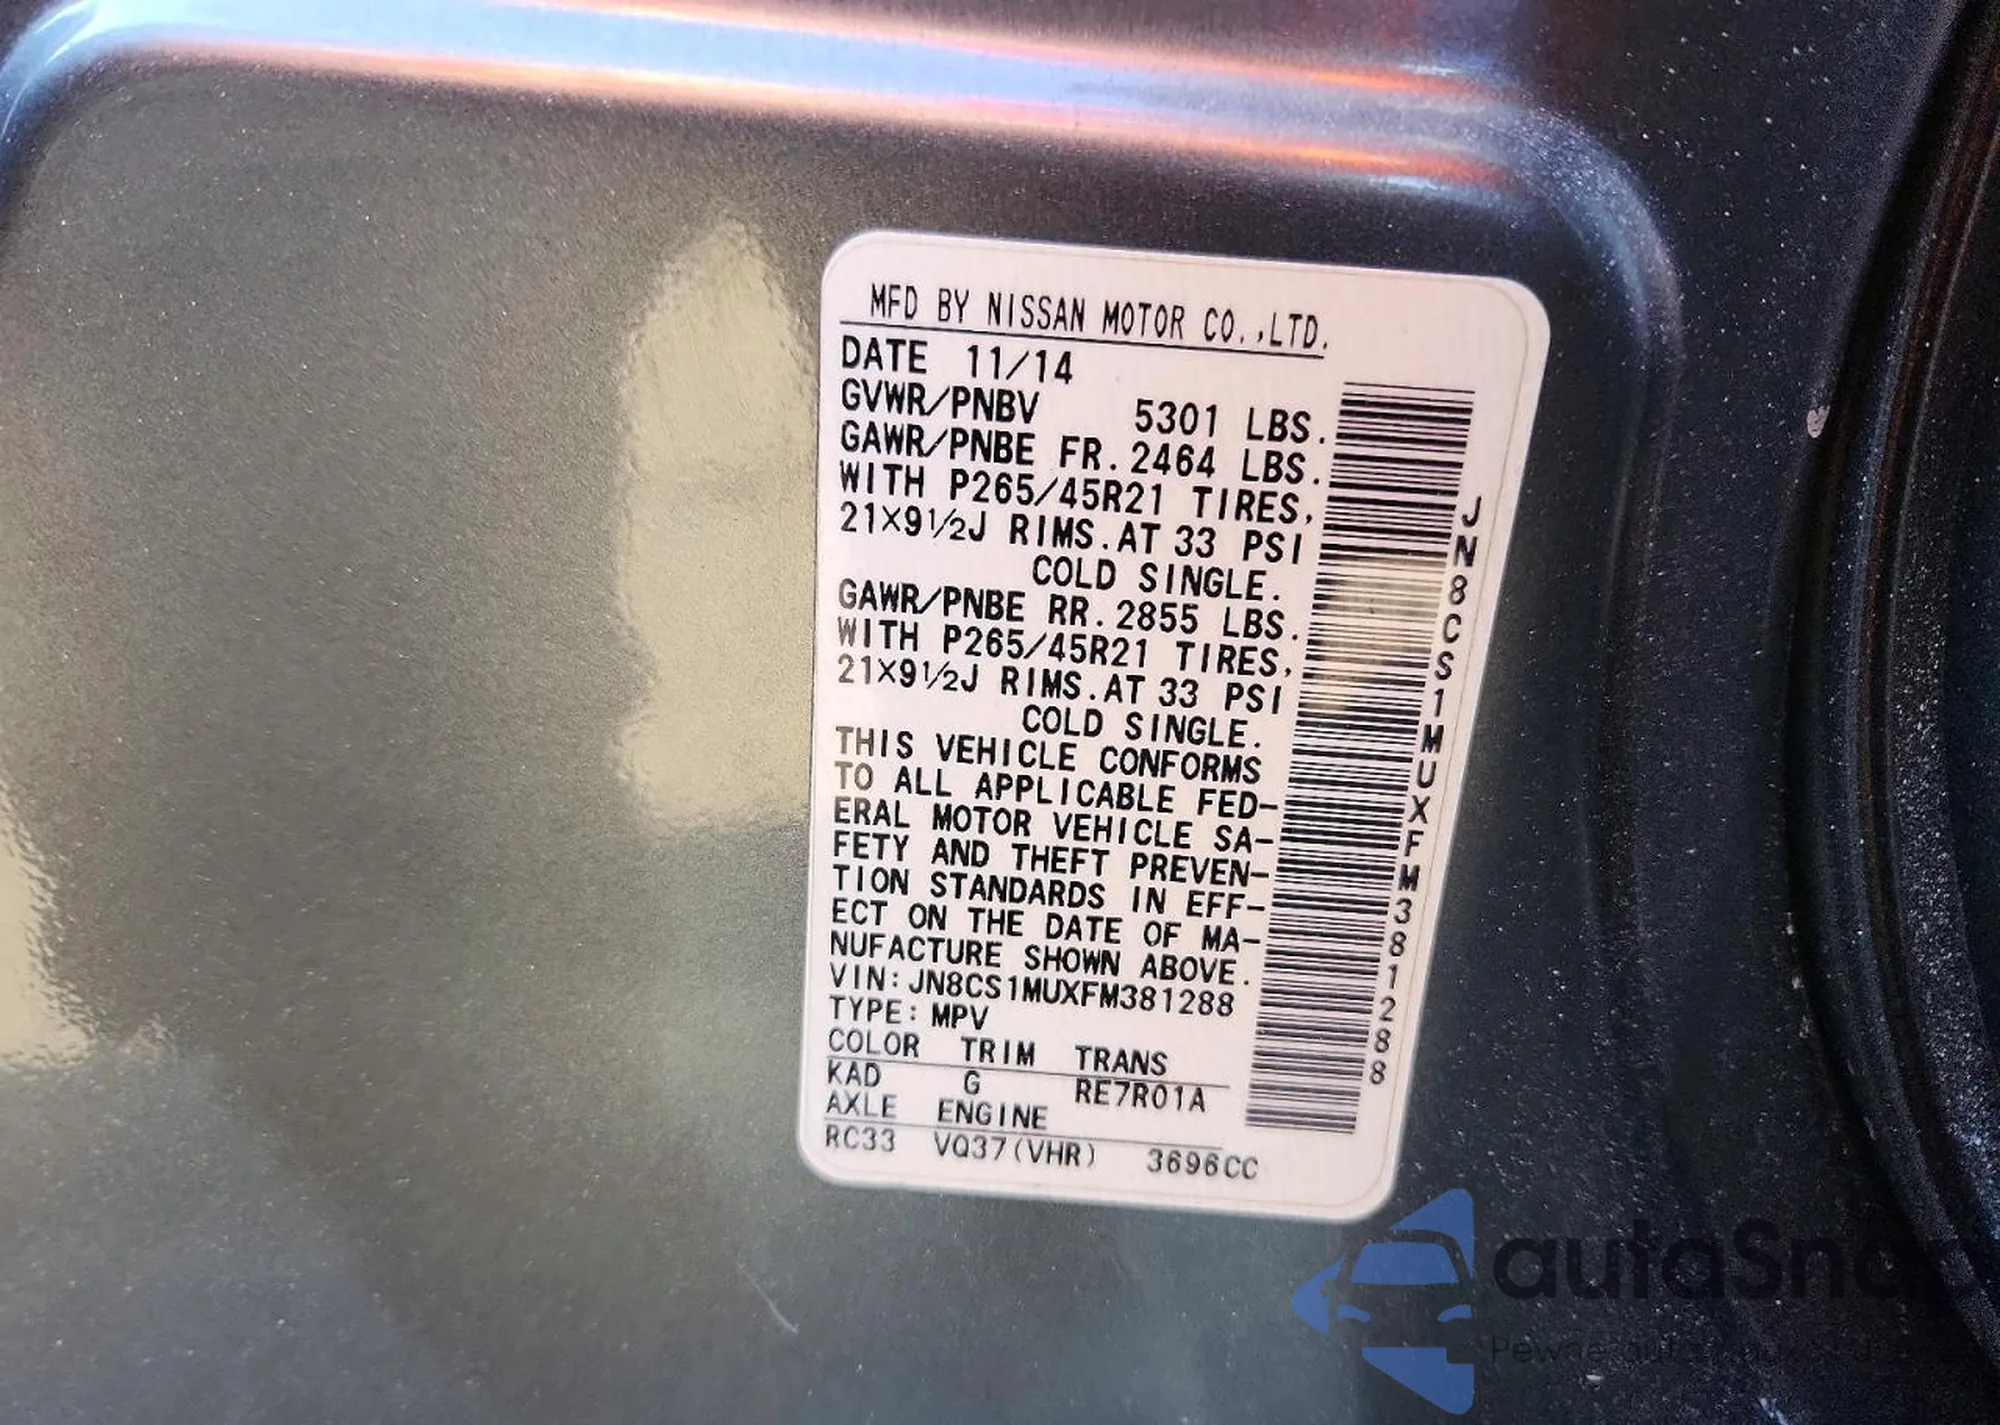 MFD BY NISSAN MOTOR CO.,LTD.
DATE 11/14
GVWR/PNBV 5301 LBS.
GAWR/PNBE FR. 2464 LBS.
WITH P265/45R21 TIRES,
21×9½J RIMS. AT 33 PSI
COLD SINGLE.
GAWR/PNBE RR. 2855 LBS.
WITH P265/45R21 TIRES,
21×9½J RIMS. AT 33 PSI
COLD SINGLE.
THIS VEHICLE CONFORMS
TO ALL APPLICABLE FED-
ERAL MOTOR VEHICLE SA-
FETY AND THEFT PREVEN-
TION STANDARDS IN EFF-
ECT ON THE DATE OF MA-
NUFACTURE SHOWN ABOVE.
VIN: JN8CS1MUXFM381288
TYPE: MPV
COLOR TRIM TRANS
KAD G RE7R01A
AXLE ENGINE
RC33 VQ37(VHR) 3696CC
JN8CS1MUXFM381288
autaSna
Pewne auta